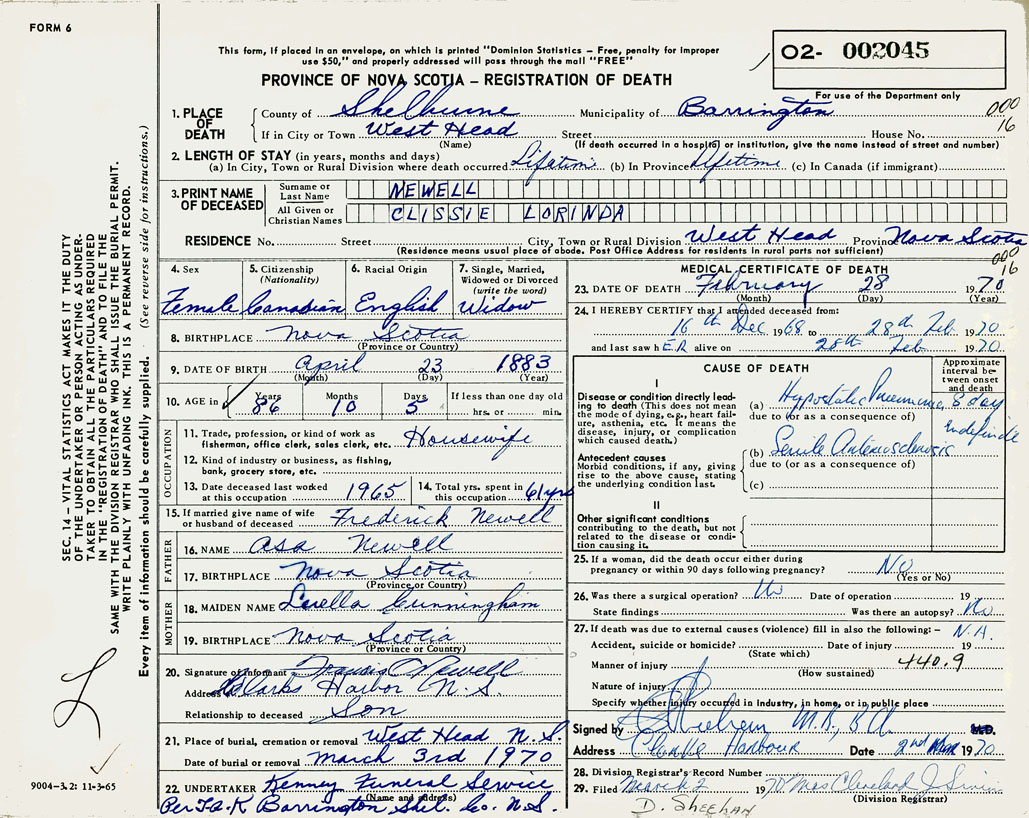 FORM 6
This form, if placed in an envelope, on which is printed "Dominion Statistics – Free, penalty for improper
use $50," and properly addressed will pass through the mail "FREE"
PROVINCE OF NOVA SCOTIA – REGISTRATION OF DEATH
O2- 002045
For use of the Department only
000
16
1. PLACE OF DEATH
County of Shelburne Municipality of Barrington
If in City or Town West Head Street House No.
(Name) (If death occurred in a hospital or institution, give the name instead of street and number)
2. LENGTH OF STAY (in years, months and days)
(a) In City, Town or Rural Division where death occurred Lifetime (b) In Province Lifetime (c) In Canada (if immigrant)
3. PRINT NAME OF DECEASED
Surname or Last Name NEWELL
All Given or Christian Names CLISSIE LORINDA
RESIDENCE No. Street City, Town or Rural Division West Head Province Nova Scotia
(Residence means usual place of abode. Post Office Address for residents in rural parts not sufficient)
000
16
4. Sex
Female
5. Citizenship
(Nationality)
Canadian
6. Racial Origin
English
7. Single, Married,
Widowed or Divorced
(write the word)
Widow
8. BIRTHPLACE Nova Scotia
(Province or Country)
9. DATE OF BIRTH April 23 1883
(Month) (Day) (Year)
10. AGE in Years Months Days If less than one day old
86 10 5 hrs. or min.
OCCUPATION
11. Trade, profession, or kind of work as Housewife
fisherman, office clerk, sales clerk, etc.
12. Kind of industry or business, as fishing,
bank, grocery store, etc.
13. Date deceased last worked
at this occupation 1965
14. Total yrs. spent in
this occupation 61 yrs
15. If married give name of wife
or husband of deceased Frederick Newell
FATHER
16. NAME Asa Newell
17. BIRTHPLACE Nova Scotia
(Province or Country)
MOTHER
18. MAIDEN NAME Cunningham
19. BIRTHPLACE Nova Scotia
(Province or Country)
20. Signature of informant Francis Newell
Address Clarks Harbor N.S.
Relationship to deceased Son
21. Place of burial, cremation or removal West Head N.S.
Date of burial or removal March 3rd 1970
22. UNDERTAKER Kenney Funeral Service
(Name and address)
Per Barrington Shel. Co. N.S.
MEDICAL CERTIFICATE OF DEATH
23. DATE OF DEATH February 28 1970
(Month) (Day) (Year)
24. I HEREBY CERTIFY that I attended deceased from:
16th Dec 1968 to 28th Feb 1970
and last saw hER alive on 28th Feb 1970
CAUSE OF DEATH
Approximate
interval be-
tween onset
and death
I
Disease or condition directly lead-
ing to death (This does not mean
the mode of dying, e.g., heart fail-
ure, asthenia, etc. It means the
disease, injury, or complication
which caused death.)
(a) Hypostatic Pneumonia 8 day
due to (or as a consequence of)
Indefinite
Antecedent causes
Morbid conditions, if any, giving
rise to the above cause, stating
the underlying condition last.
(b) Senile Arteriosclerosis
due to (or as a consequence of)
(c)
II
Other significant conditions
contributing to the death, but not
related to the disease or condi-
tion causing it.
25. If a woman, did the death occur either during
pregnancy or within 90 days following pregnancy? No
(Yes or No)
26. Was there a surgical operation? No Date of operation 19
State findings Was there an autopsy? No
27. If death was due to external causes (violence) fill in also the following:– N.A.
Accident, suicide or homicide? Date of injury 19
(State which)
Manner of injury 440.9
(How sustained)
Nature of injury
Specify whether injury occurred in Industry, in home, or in public place
Signed by M.B., B.Ch. M.D.
Address Clarke Harbour Date 2nd Mar 1970
28. Division Registrar's Record Number
29. Filed March 2 1970 Mrs Cleveland J
(Division Registrar)
D. SHEEHAN
SEC. 14 – VITAL STATISTICS ACT MAKES IT THE DUTY
OF THE UNDERTAKER OR PERSON ACTING AS UNDER-
TAKER TO OBTAIN ALL THE PARTICULARS REQUIRED
IN THE "REGISTRATION OF DEATH" AND TO FILE THE
SAME WITH THE DIVISION REGISTRAR WHO SHALL ISSUE THE BURIAL PERMIT.
WRITE PLAINLY WITH UNFADING INK. THIS IS A PERMANENT RECORD.
Every item of information should be carefully supplied. (See reverse side for instructions.)
9004–3.2: 11-3-65